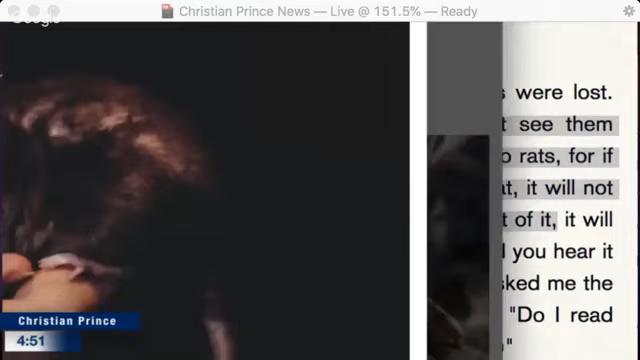 Christian Prince News — Live @ 151.5% — Ready
Google
were lost.
see them
rats, for if
it will not
of it, it will
you hear it
me the
"Do I read
Christian Prince
4:51